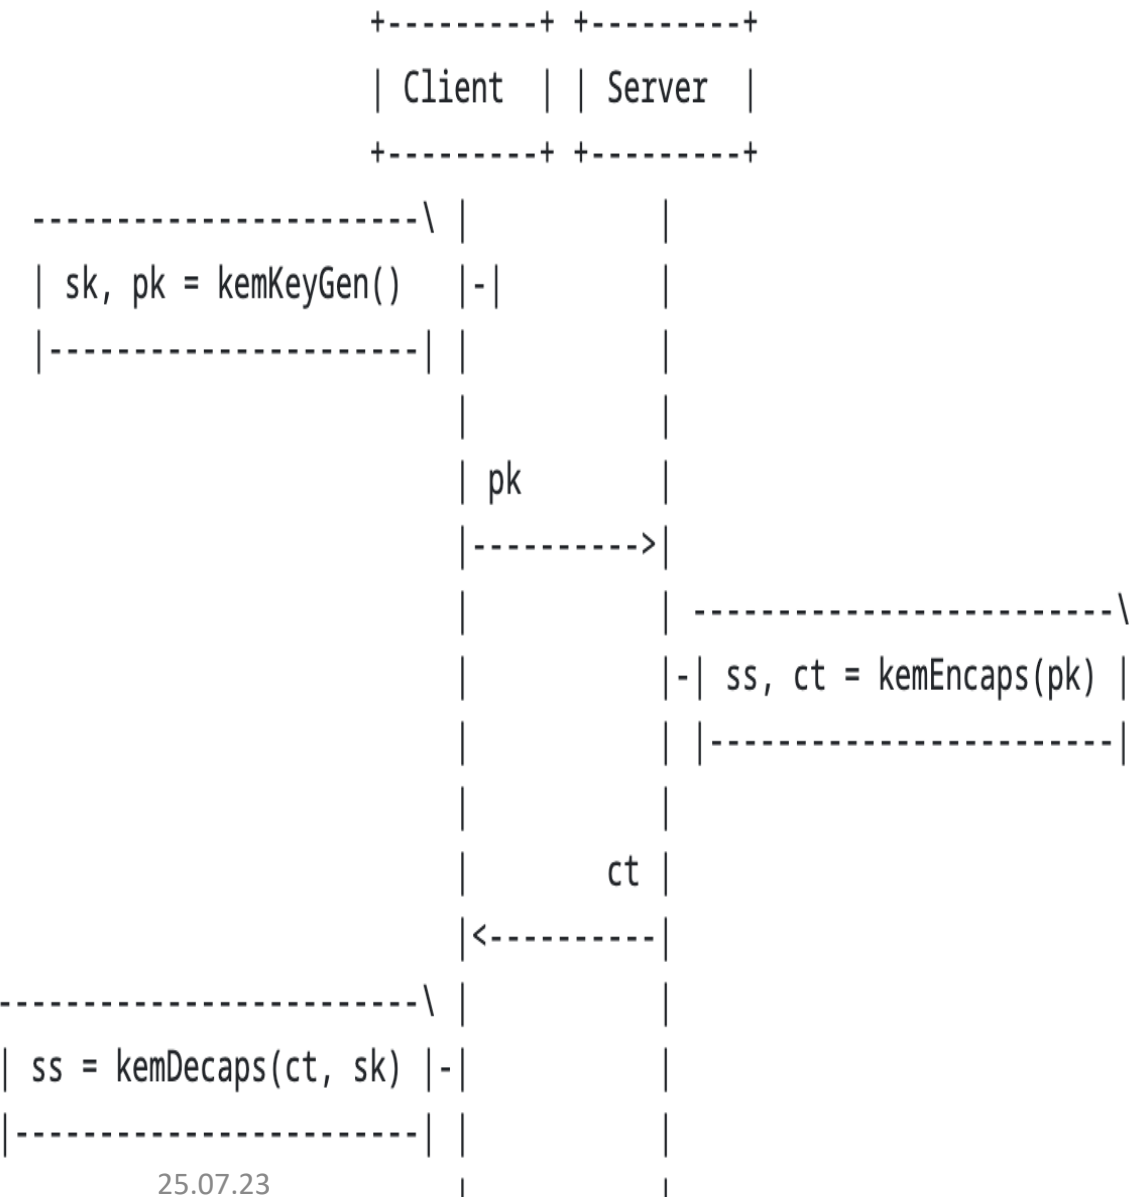 +---------+ +---------+
| Client  | | Server  |
+---------+ +---------+
-----------------------\ |           |
| sk, pk = kemKeyGen()   |-|         |
|----------------------| |           |
|           |
| pk        |
|---------->|
|           | -------------------------\
|           |-| ss, ct = kemEncaps(pk) |
|           | |------------------------|
|           |
|        ct |
|<----------|
-------------------------\ |           |
| ss = kemDecaps(ct, sk) |-|           |
|------------------------| |           |
25.07.23
|           |